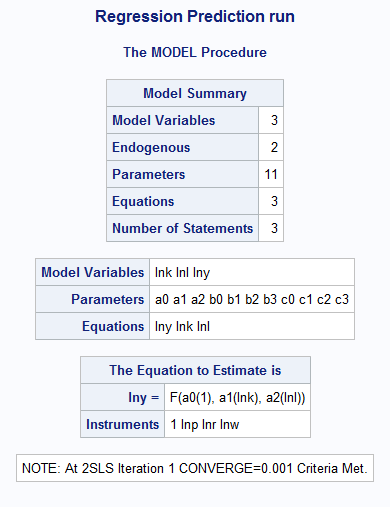 Regression Prediction run
The MODEL Procedure
Model Summary
Model Variables 3
Endogenous 2
Parameters 11
Equations 3
Number of Statements 3
Model Variables lnk lnl lny
Parameters a0 a1 a2 b0 b1 b2 b3 c0 c1 c2 c3
Equations lny lnk lnl
The Equation to Estimate is
lny = F(a0(1), a1(lnk), a2(lnl))
Instruments 1 lnp lnr lnw
NOTE: At 2SLS Iteration 1 CONVERGE=0.001 Criteria Met.